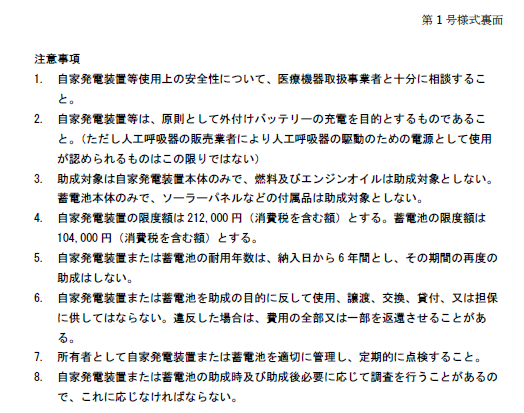 第1号様式裏面
注意事項
1. 自家発電装置等使用上の安全性について、医療機器取扱事業者と十分に相談するこ
と。
2. 自家発電装置等は、原則として外付けバッテリーの充電を目的とするものであるこ
と。(ただし人工呼吸器の販売業者により人工呼吸器の駆動のための電源として使用
が認められるものはこの限りではない)
3. 助成対象は自家発電装置本体のみで、燃料及びエンジンオイルは助成対象としない。
蓄電池本体のみで、ソーラーパネルなどの付属品は助成対象としない。
4. 自家発電装置の限度額は212,000円(消費税を含む額)とする。蓄電池の限度額は
104,000円(消費税を含む額)とする。
5. 自家発電装置または蓄電池の耐用年数は、納入日から6年間とし、その期間の再度の
助成はしない。
6. 自家発電装置または蓄電池を助成の目的に反して使用、譲渡、交換、貸付、又は担保
に供してはならない。違反した場合は、費用の全部又は一部を返還させることがあ
る。
7. 所有者として自家発電装置または蓄電池を適切に管理し、定期的に点検すること。
8. 自家発電装置または蓄電池の助成時及び助成後必要に応じて調査を行うことがあるの
で、これに応じなければならない。